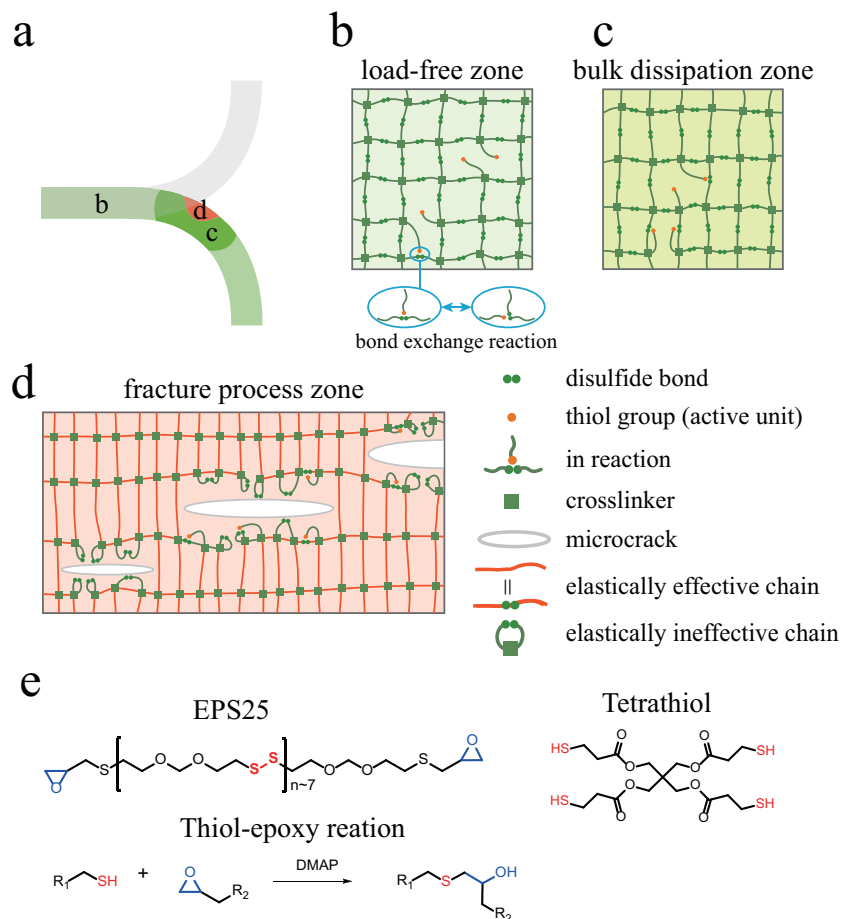 a
b
d
c
b
load-free zone
bond exchange reaction
c
bulk dissipation zone
d
fracture process zone
disulfide bond
thiol group (active unit)
in reaction
crosslinker
microcrack
elastically effective chain
elastically ineffective chain
e
EPS25
O
O
S
O
O
S
S
n~7
O
O
S
O
Tetrathiol
HS
O
O
SH
O
O
HS
O
O
SH
O
O
Thiol-epoxy reation
R1
SH
+
O
R2
DMAP
R1
S
OH
R2